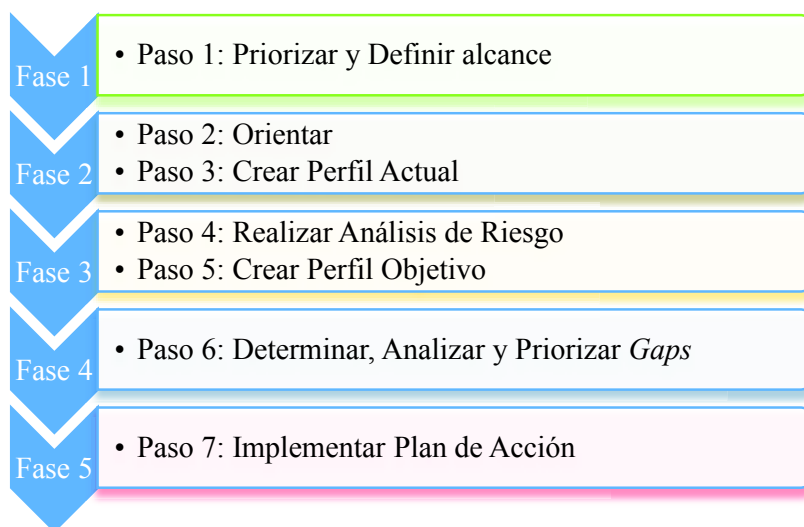 Fase 1
• Paso 1: Priorizar y Definir alcance
Fase 2
• Paso 2: Orientar
• Paso 3: Crear Perfil Actual
Fase 3
• Paso 4: Realizar Análisis de Riesgo
• Paso 5: Crear Perfil Objetivo
Fase 4
• Paso 6: Determinar, Analizar y Priorizar Gaps
Fase 5
• Paso 7: Implementar Plan de Acción